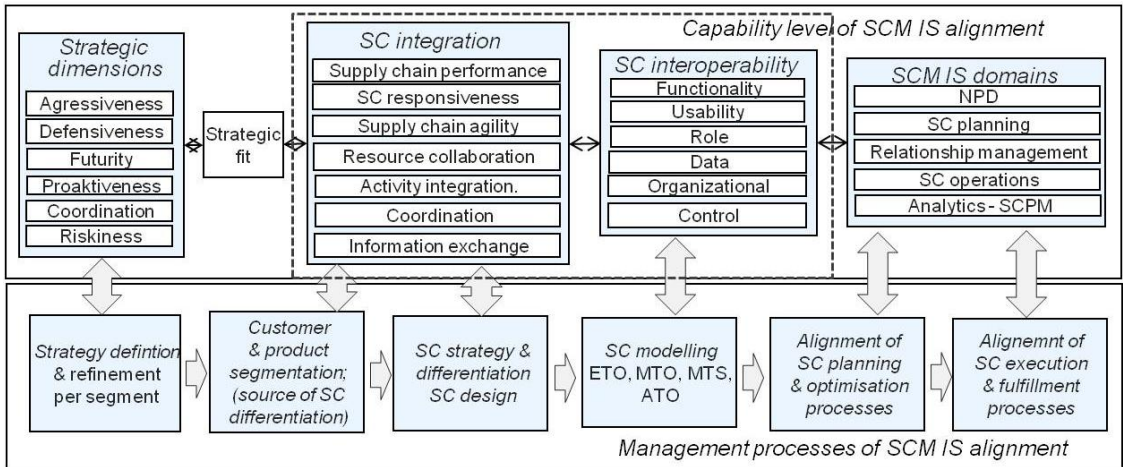 Capability level of SCM IS alignment
Strategic
dimensions
Agressiveness
Defensiveness
Futurity
Proaktiveness
Coordination
Riskiness
Strategic
fit
SC integration
Supply chain performance
SC responsiveness
Supply chain agility
Resource collaboration
Activity integration.
Coordination
Information exchange
SC interoperability
Functionality
Usability
Role
Data
Organizational
Control
SCM IS domains
NPD
SC planning
Relationship management
SC operations
Analytics - SCPM
Strategy defintion
& refinement
per segment
Customer
& product
segmentation;
(source of SC
differentiation)
SC strategy &
differentiation
SC design
SC modelling
ETO, MTO, MTS,
ATO
Alignment of
SC planning
& optimisation
processes
Alignemnt of
SC execution
& fulfillment
processes
Management processes of SCM IS alignment